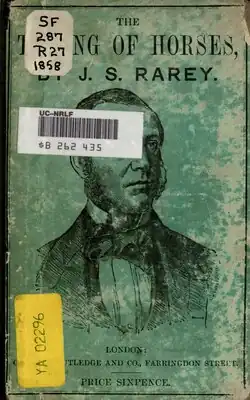 THE
SF
287
R27
1858
T NG OF HORSES,
BY J. S. RAREY.
UC-NRLF
$B 262 435
YA 02296
LONDON:
TLEDGE AND CO., FARRINGDON STREET.
PRICE SIXPENCE.